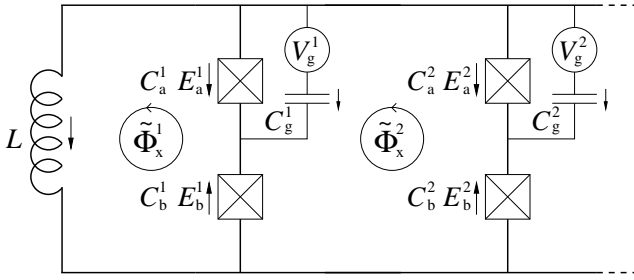 V_g^1 V_g^2
C_a^1 E_a^1 C_a^2 E_a^2
C_g^1 C_g^2
L Φ̃_x^1 Φ̃_x^2
C_b^1 E_b^1 C_b^2 E_b^2